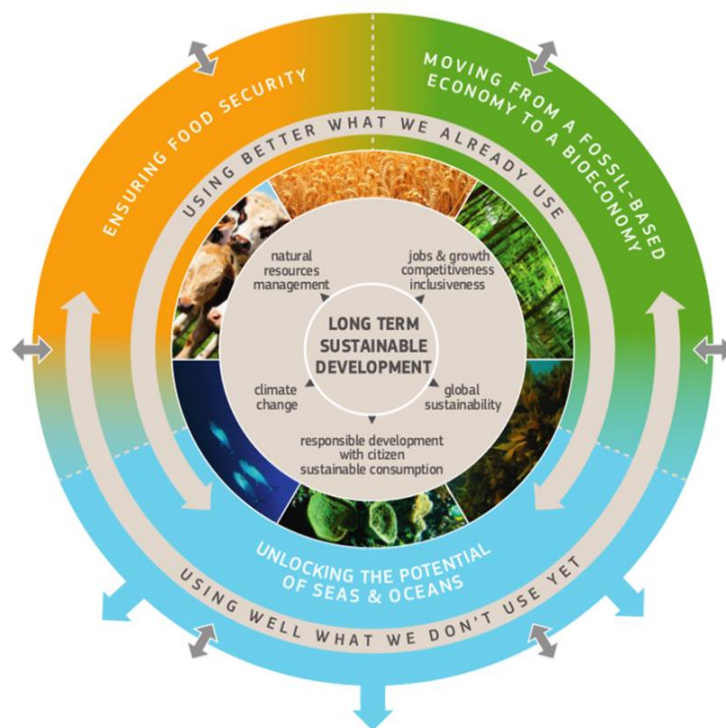 ENSURING FOOD SECURITY
MOVING FROM A FOSSIL-BASED
ECONOMY TO A BIOECONOMY
USING BETTER WHAT WE ALREADY USE
natural
resources
management
jobs & growth
competitiveness
inclusiveness
LONG TERM
SUSTAINABLE
DEVELOPMENT
climate
change
global
sustainability
responsible development
with citizen
sustainable consumption
UNLOCKING THE POTENTIAL
OF SEAS & OCEANS
USING WELL WHAT WE DON'T USE YET